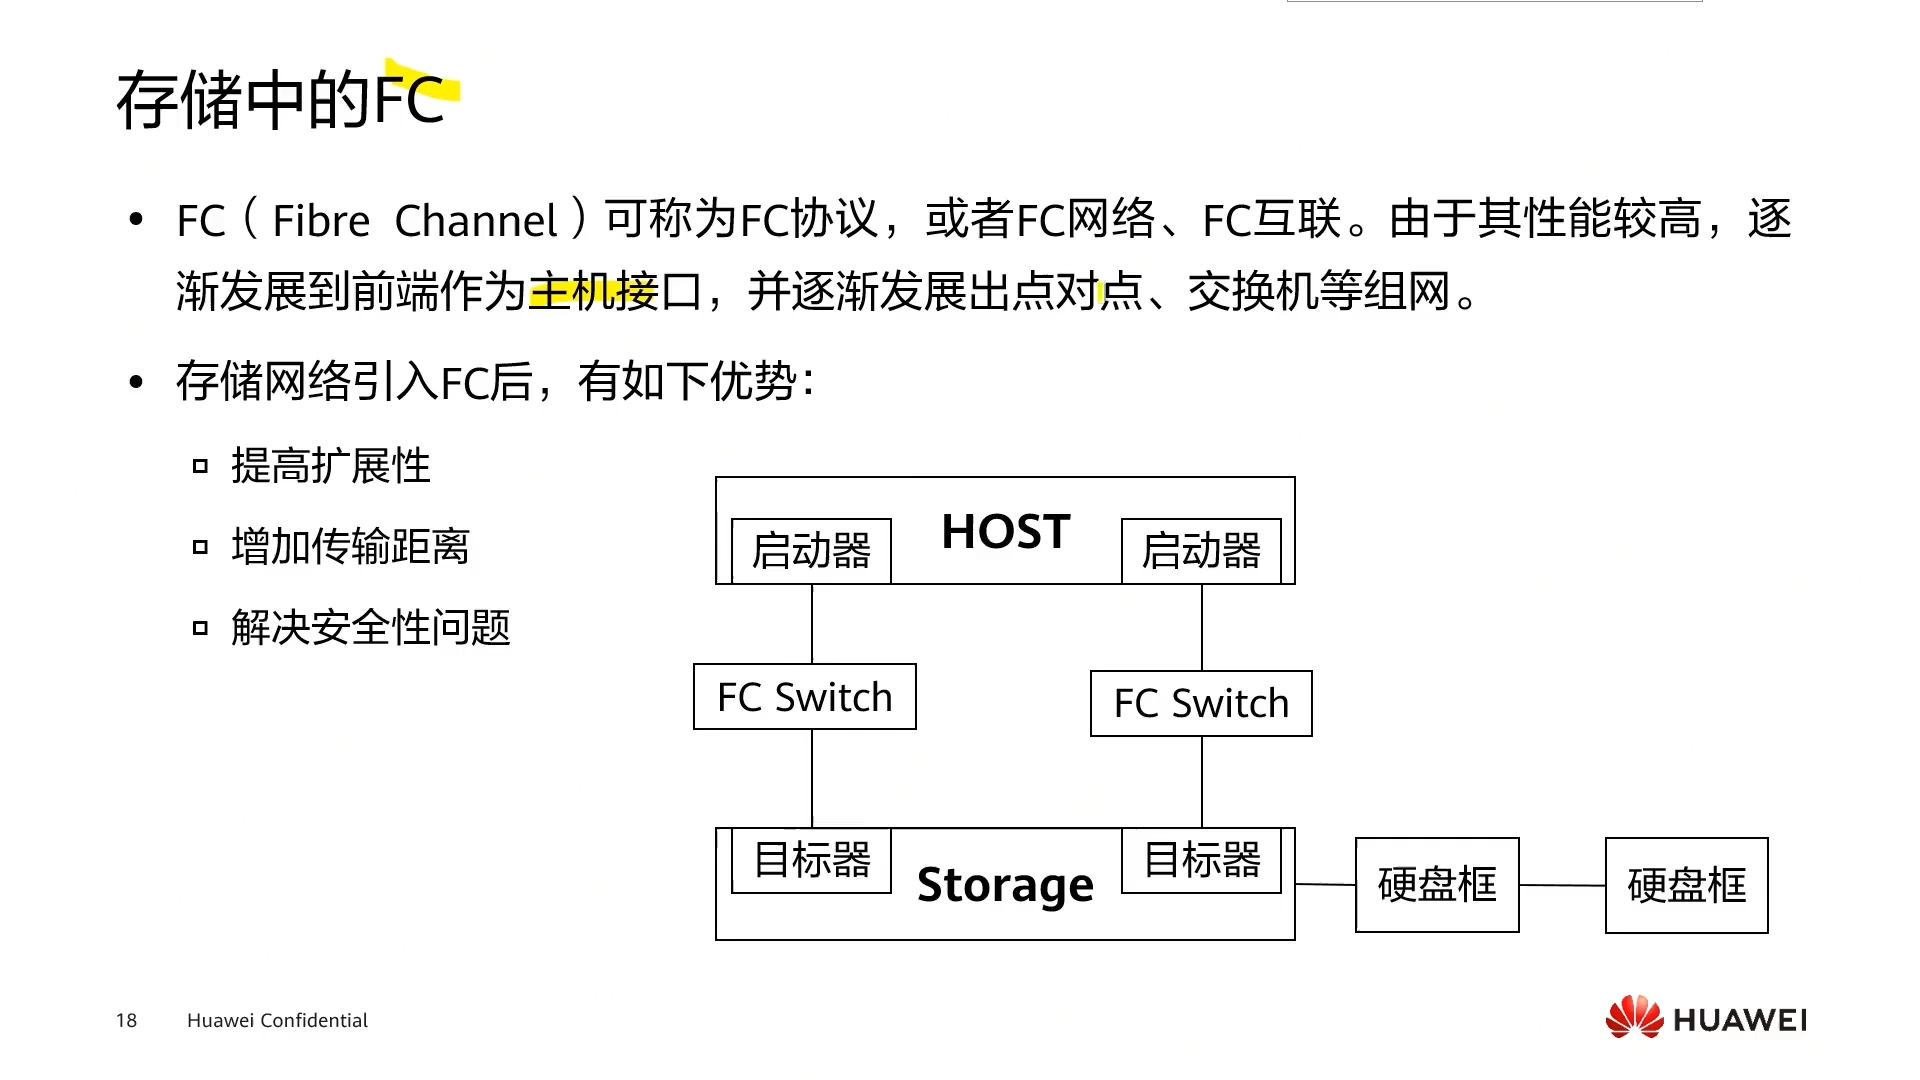 存储中的FC
• FC（Fibre Channel）可称为FC协议，或者FC网络、FC互联。由于其性能较高，逐
渐发展到前端作为主机接口，并逐渐发展出点对点、交换机等组网。
• 存储网络引入FC后，有如下优势：
▫ 提高扩展性
▫ 增加传输距离
▫ 解决安全性问题
启动器
HOST
启动器
FC Switch
FC Switch
目标器
Storage
目标器
硬盘框
硬盘框
18
Huawei Confidential
HUAWEI